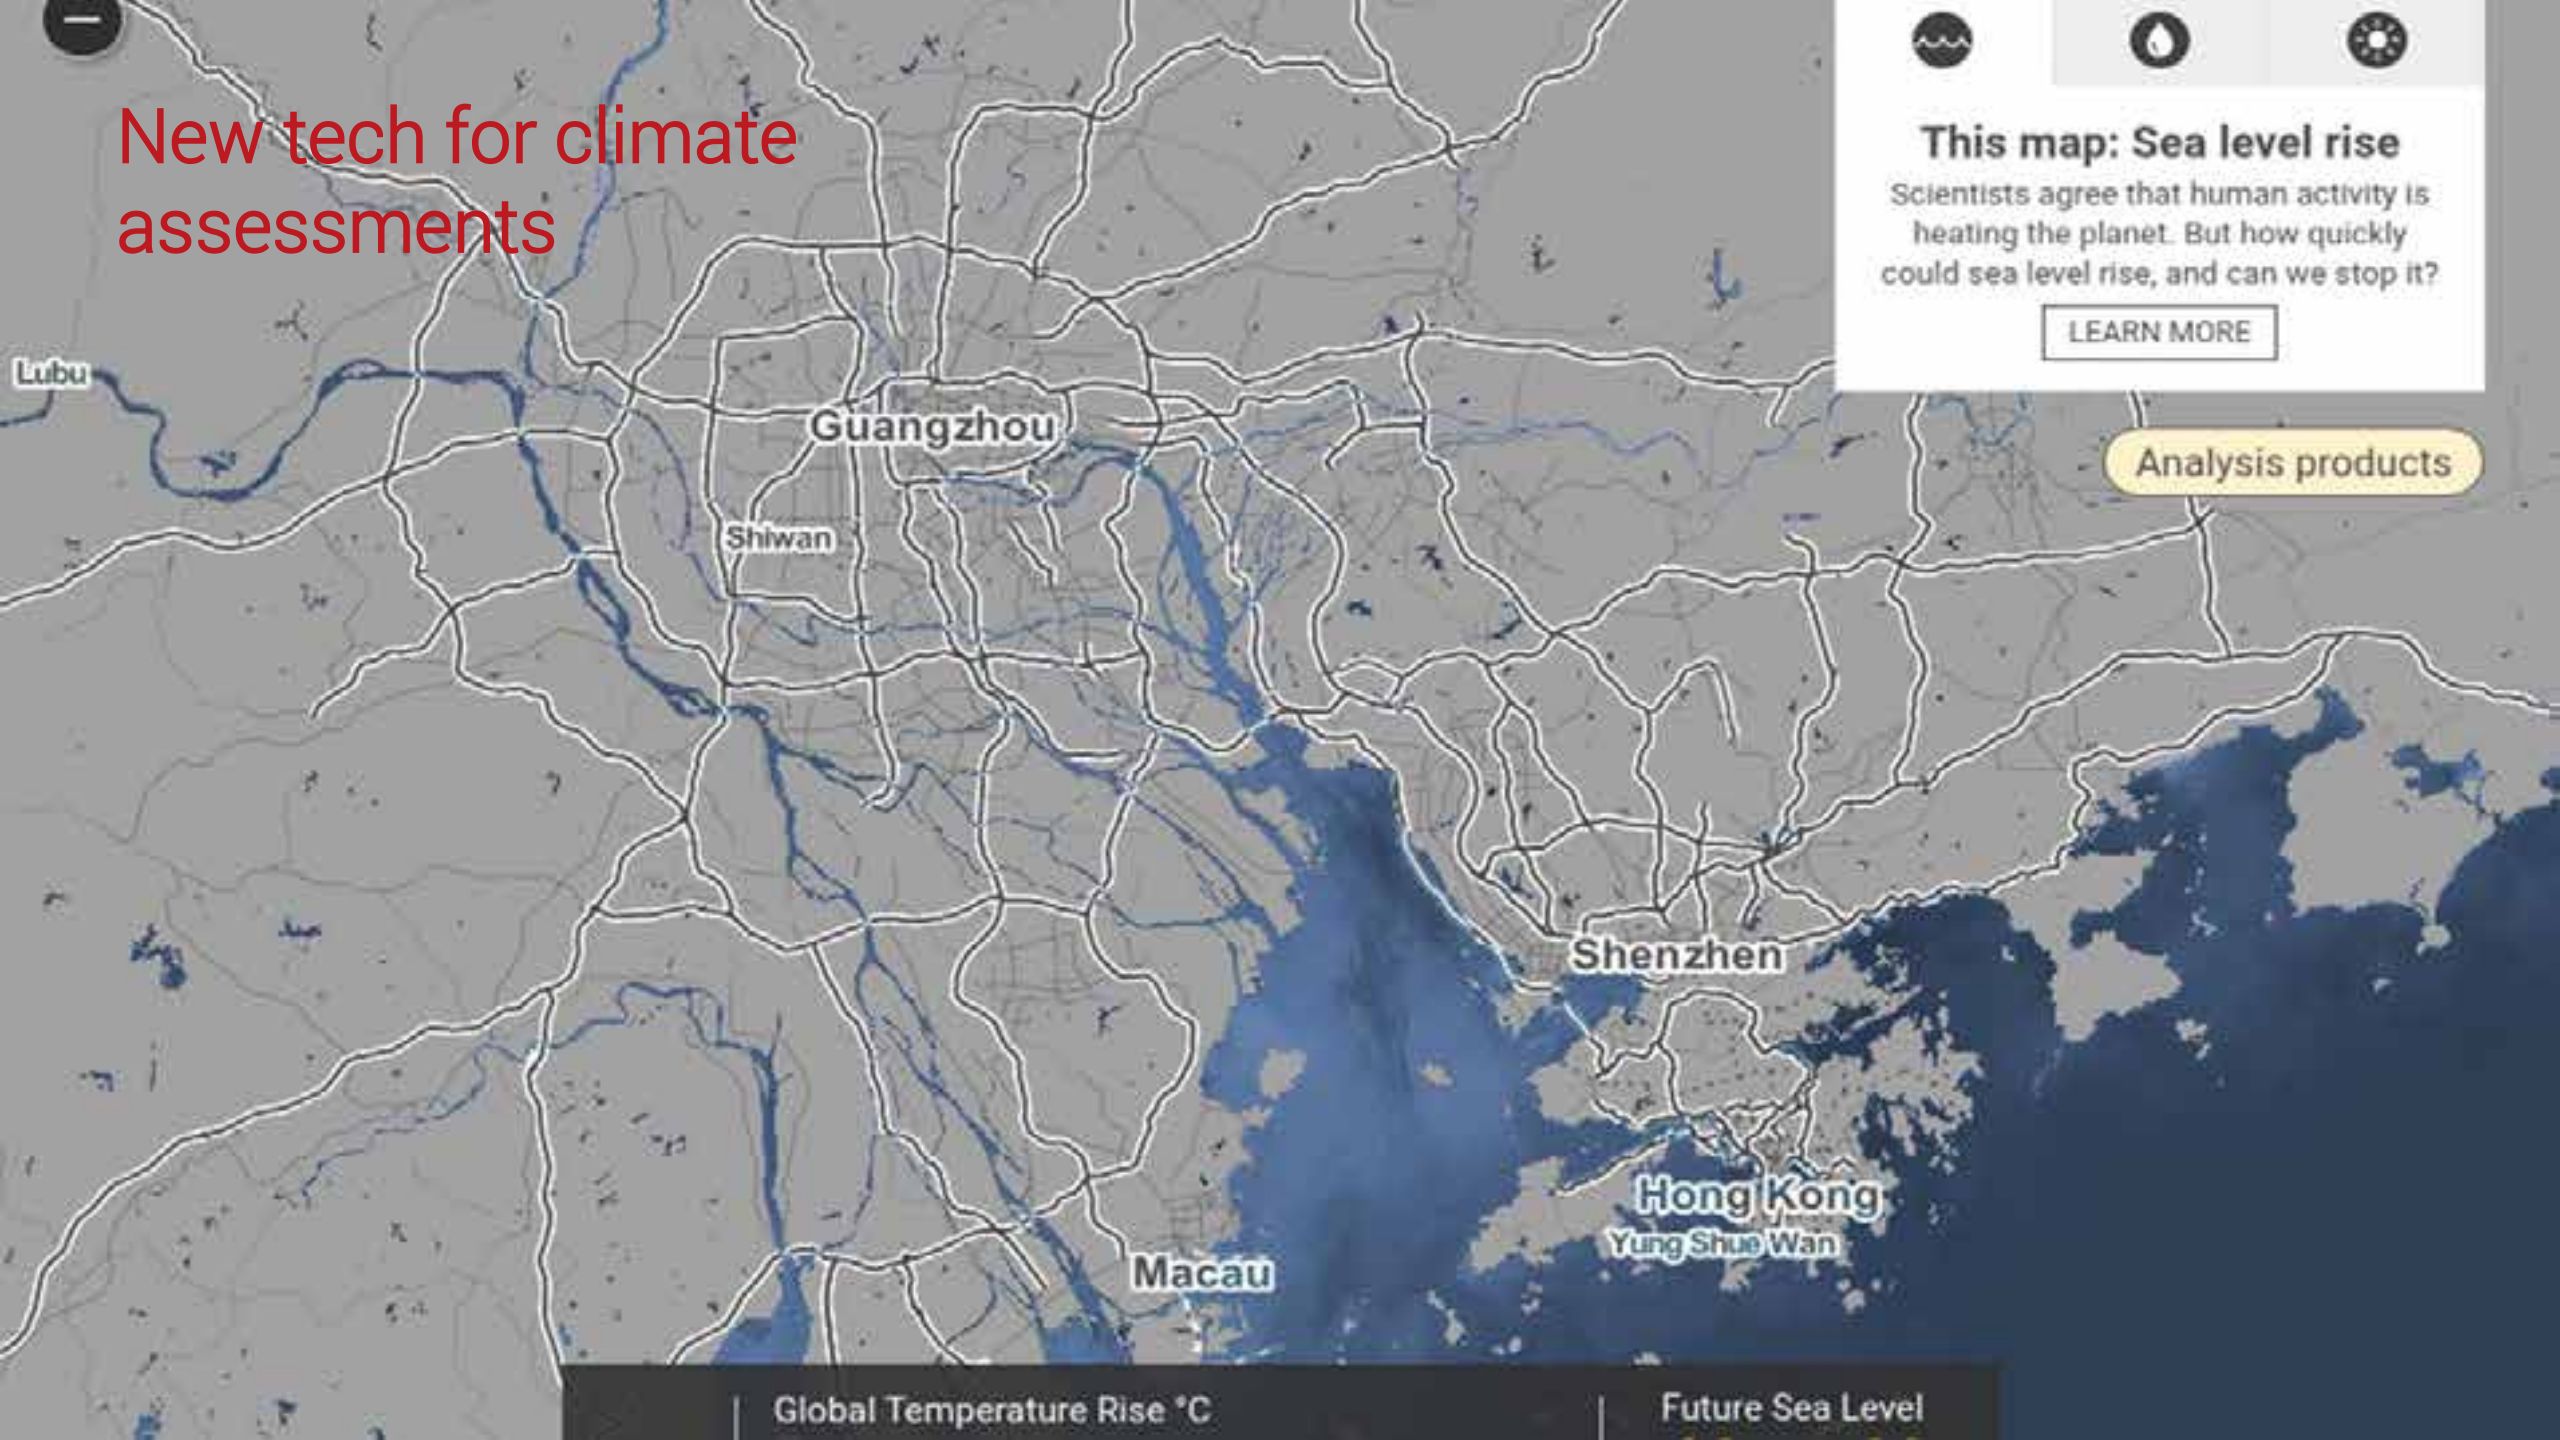 New tech for climate
assessments
This map: Sea level rise
Scientists agree that human activity is
heating the planet. But how quickly
could sea level rise, and can we stop it?
LEARN MORE
Analysis products
Lubu
Guangzhou
Shiwan
Shenzhen
Hong Kong
Yung Shue Wan
Macau
Global Temperature Rise °C
Future Sea Level